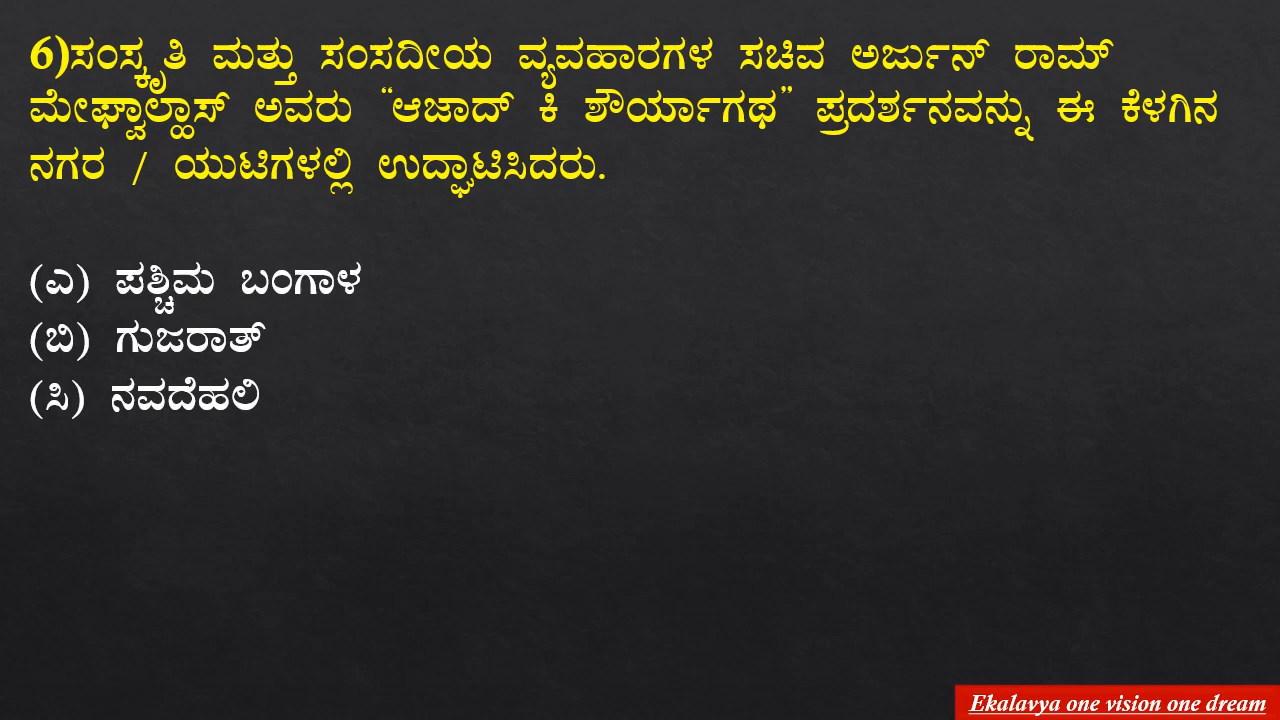 6)ಸಂಸ್ಕೃತಿ ಮತ್ತು ಸಂಸದೀಯ ವ್ಯವಹಾರಗಳ ಸಚಿವ ಅರ್ಜುನ್ ರಾಮ್
ಮೇಘ್ವಾಲ್ಹಾಸ್ ಅವರು “ಆಜಾದ್ ಕಿ ಶೌರ್ಯಾಗಥ” ಪ್ರದರ್ಶನವನ್ನು ಈ ಕೆಳಗಿನ
ನಗರ / ಯುಟಿಗಳಲ್ಲಿ ಉದ್ಘಾಟಿಸಿದರು.
(ಎ) ಪಶ್ಚಿಮ ಬಂಗಾಳ
(ಬಿ) ಗುಜರಾತ್
(ಸಿ) ನವದೆಹಲಿ
Ekalavya one vision one dream